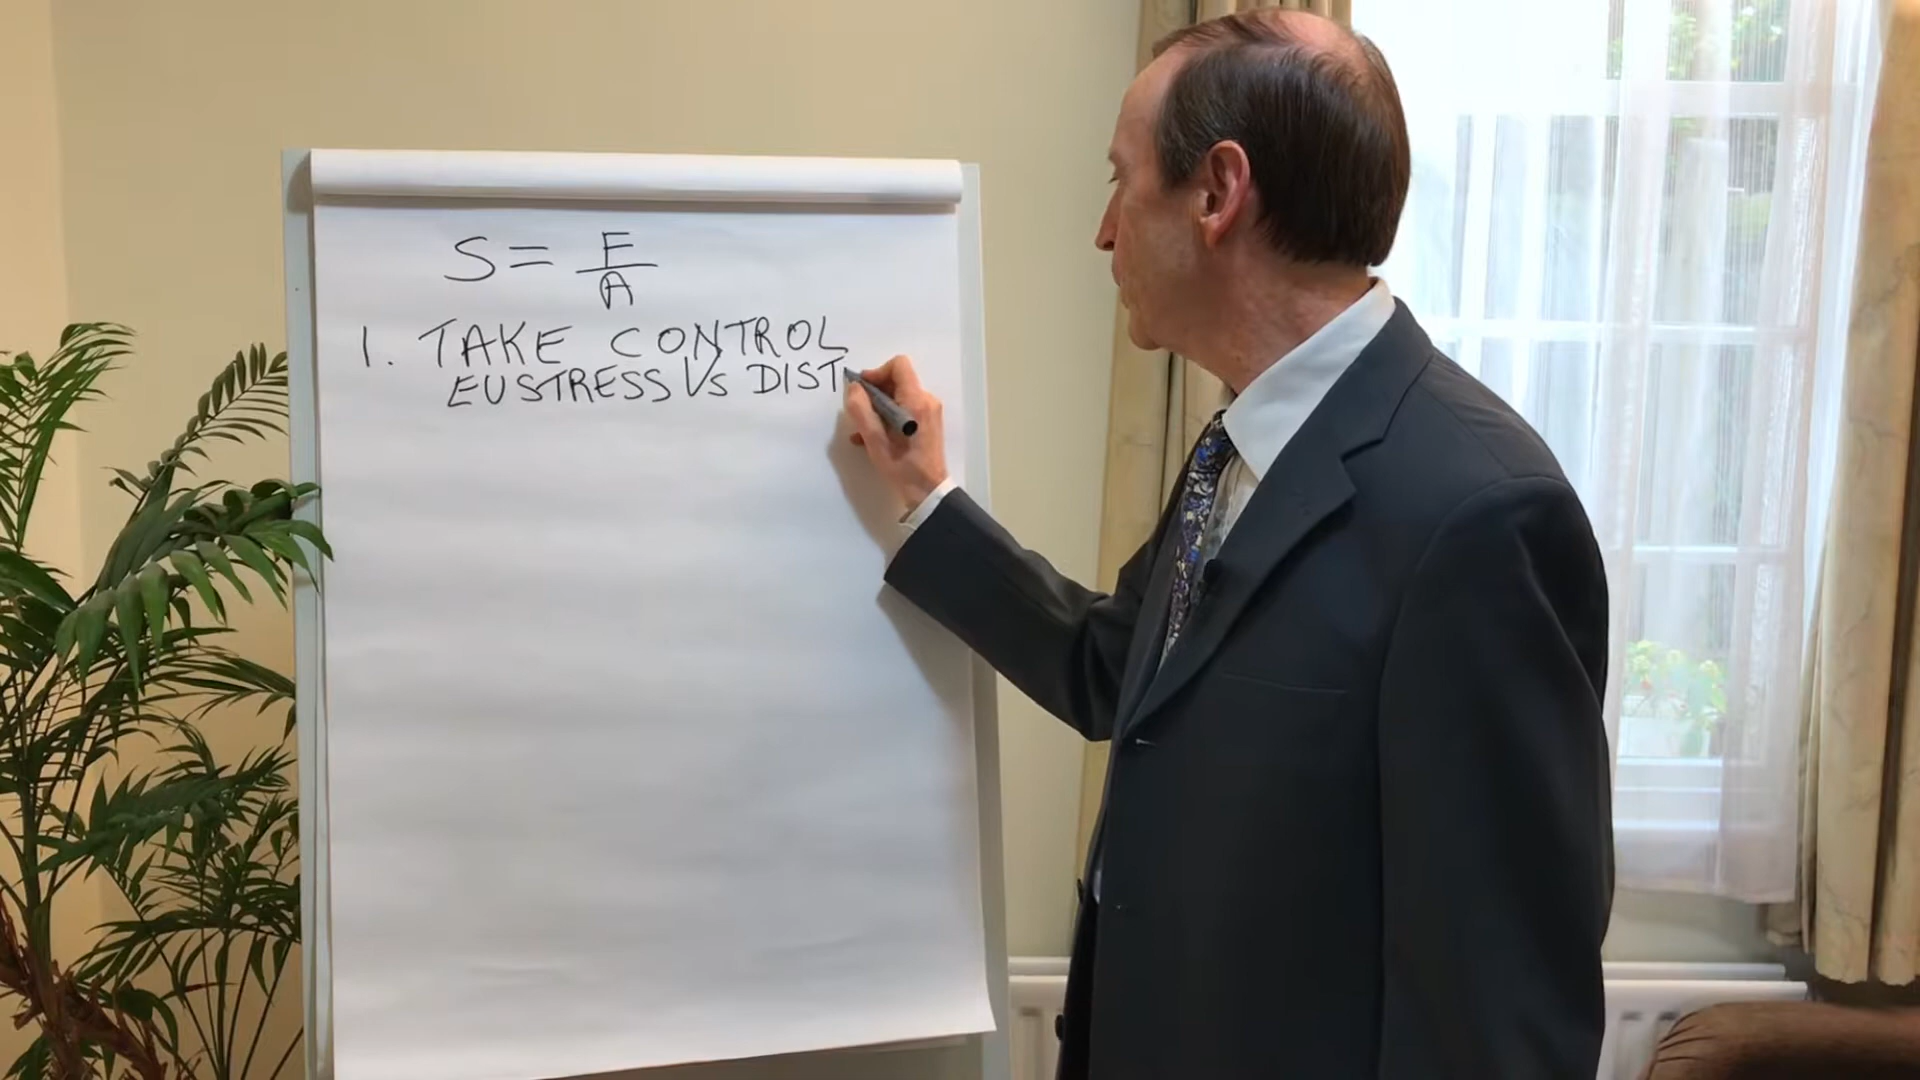 S = F/A
1. TAKE CONTROL
EUSTRESS VS DIST